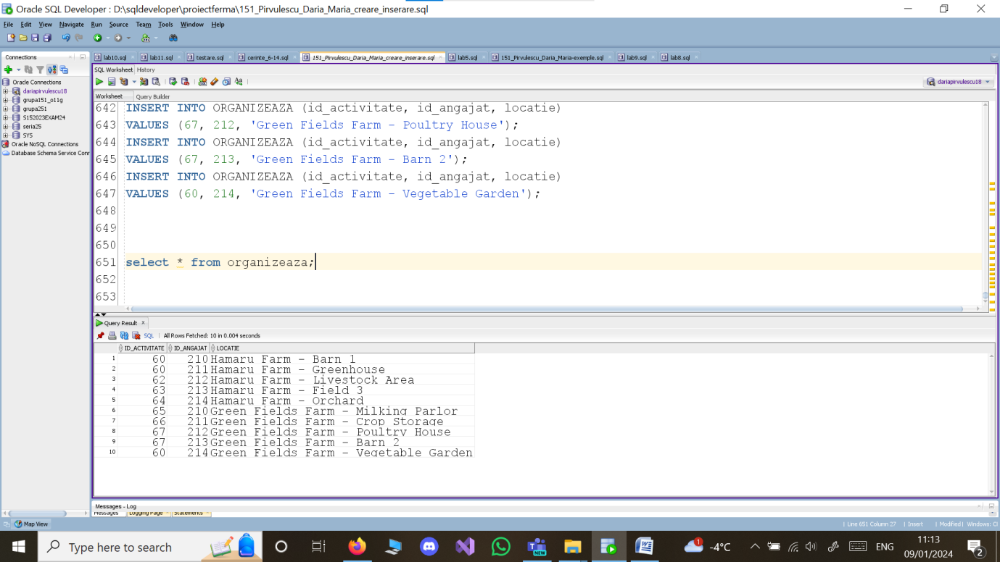 Oracle SQL Developer : D:\sqldeveloper\proiectferma\151_Pirvulescu_Daria_Maria_creare_inserare.sql
File Edit View Navigate Run Source Team Tools Window Help
Connections
lab10.sql lab11.sql testare.sql cerinte_6-14.sql 151_Pirvulescu_Daria_Maria_creare_inserare.sql lab5.sql 151_Pirvulescu_Daria_Maria-exemple.sql lab9.sql lab8.sql
Oracle Connections
dariapirvulescu18
grupa151_o11g
grupa251
S152023EXAM24
seria25
SYS
Oracle NoSQL Connections
Database Schema Service Conn
SQL Worksheet History
dariapirvulescu18
Worksheet Query Builder
642 INSERT INTO ORGANIZEAZA (id_activitate, id_angajat, locatie)
643 VALUES (67, 212, 'Green Fields Farm - Poultry House');
644 INSERT INTO ORGANIZEAZA (id_activitate, id_angajat, locatie)
645 VALUES (67, 213, 'Green Fields Farm - Barn 2');
646 INSERT INTO ORGANIZEAZA (id_activitate, id_angajat, locatie)
647 VALUES (60, 214, 'Green Fields Farm - Vegetable Garden');
648
649
650
651 select * from organizeaza;
652
653
Query Result x
SQL | All Rows Fetched: 10 in 0.004 seconds
ID_ACTIVITATE ID_ANGAJAT LOCATIE
1 60 210 Hamaru Farm - Barn 1
2 60 211 Hamaru Farm - Greenhouse
3 62 212 Hamaru Farm - Livestock Area
4 63 213 Hamaru Farm - Field 3
5 64 214 Hamaru Farm - Orchard
6 65 210 Green Fields Farm - Milking Parlor
7 66 211 Green Fields Farm - Crop Storage
8 67 212 Green Fields Farm - Poultry House
9 67 213 Green Fields Farm - Barn 2
10 60 214 Green Fields Farm - Vegetable Garden
Messages - Log
Messages Logging Page Statements
Map View
Line 651 Column 27 | Insert | Modified | Windows: C
Type here to search
NEW
1
-4°C
ENG
11:13
09/01/2024
2